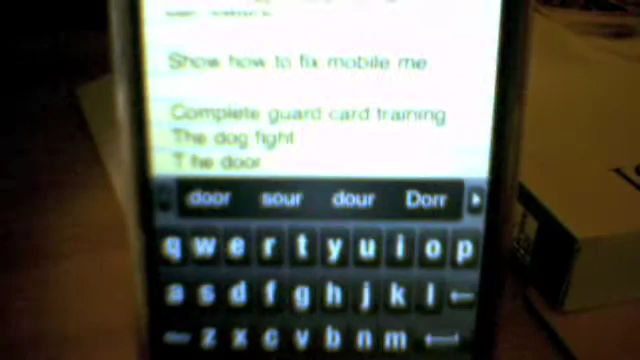 Show how to fix mobile me
Complete guard card training
The dog fight
T he door
door sour dour Dorr
q w e r t y u i o p
a s d f g h j k l
z x c v b n m